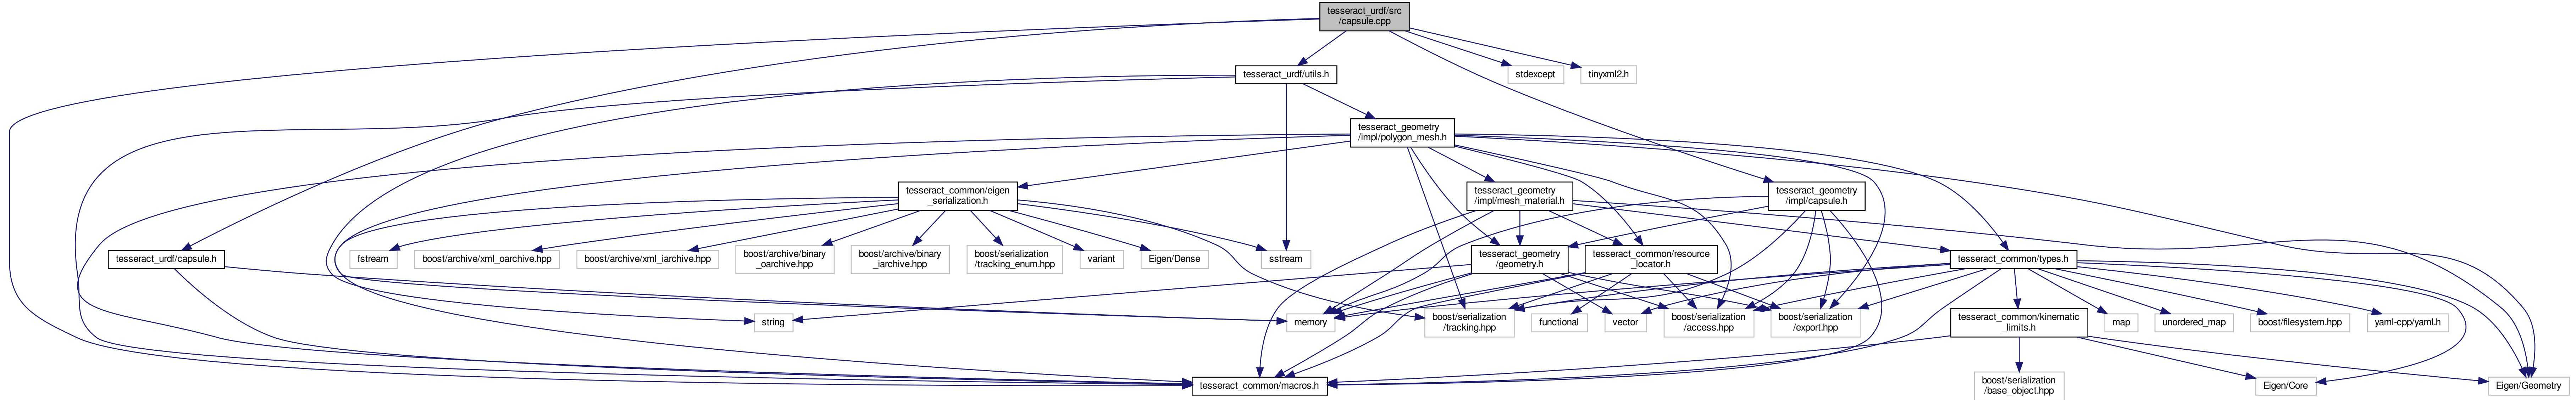 tesseract_urdf/src
/capsule.cpp
tesseract_urdf/utils.h
stdexcept
tinyxml2.h
tesseract_geometry
/impl/polygon_mesh.h
tesseract_common/eigen
_serialization.h
tesseract_geometry
/impl/mesh_material.h
tesseract_geometry
/impl/capsule.h
tesseract_urdf/capsule.h
fstream
boost/archive/xml_oarchive.hpp
boost/archive/xml_iarchive.hpp
boost/archive/binary
_oarchive.hpp
boost/archive/binary
_iarchive.hpp
boost/serialization
/tracking_enum.hpp
variant
Eigen/Dense
sstream
tesseract_geometry
/geometry.h
tesseract_common/resource
_locator.h
tesseract_common/types.h
string
memory
boost/serialization
/tracking.hpp
functional
vector
boost/serialization
/access.hpp
boost/serialization
/export.hpp
tesseract_common/kinematic
_limits.h
map
unordered_map
boost/filesystem.hpp
yaml-cpp/yaml.h
tesseract_common/macros.h
boost/serialization
/base_object.hpp
Eigen/Core
Eigen/Geometry